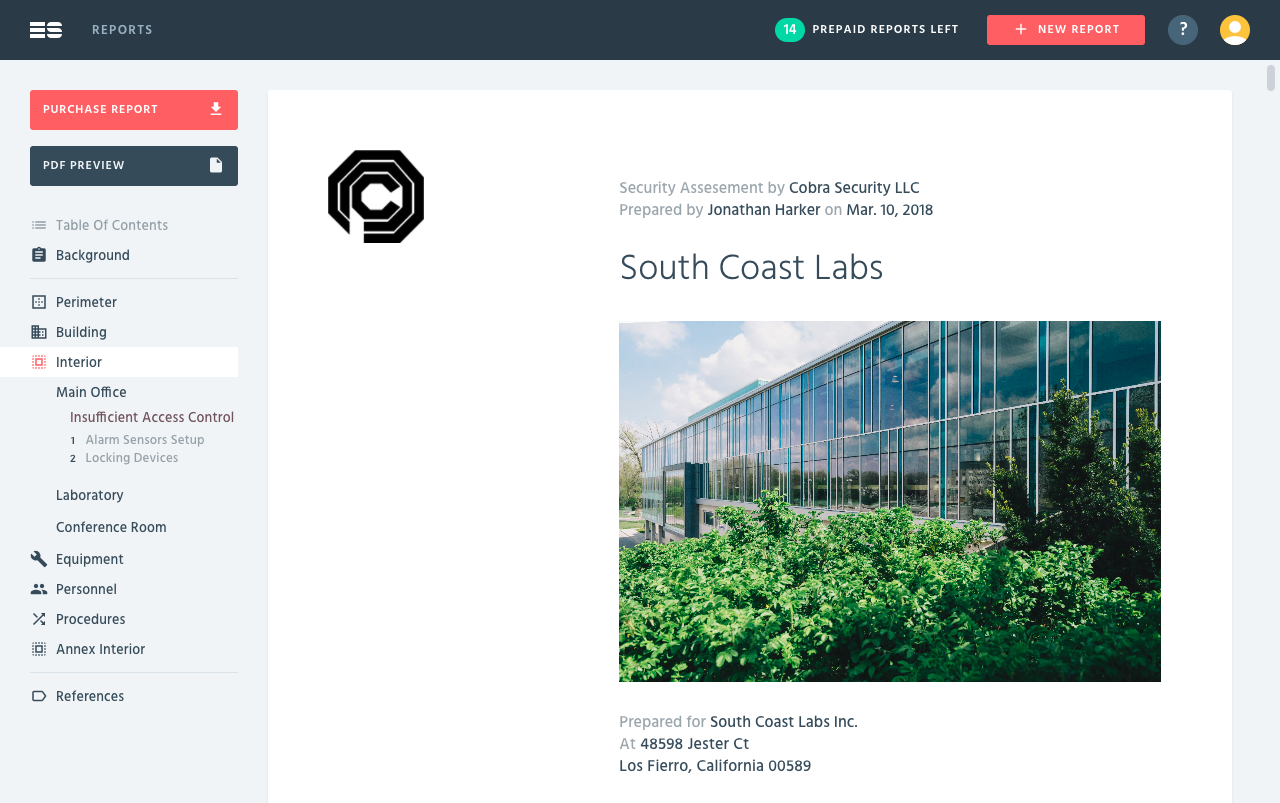 ES REPORTS 14 PREPAID REPORTS LEFT + NEW REPORT ?
PURCHASE REPORT
PDF PREVIEW
Table Of Contents
Background
Perimeter
Building
Interior
Main Office
Insufficient Access Control
1 Alarm Sensors Setup
2 Locking Devices
Laboratory
Conference Room
Equipment
Personnel
Procedures
Annex Interior
References
Security Assesement by Cobra Security LLC
Prepared by Jonathan Harker on Mar. 10, 2018
South Coast Labs
Prepared for South Coast Labs Inc.
At 48598 Jester Ct
Los Fierro, California 00589